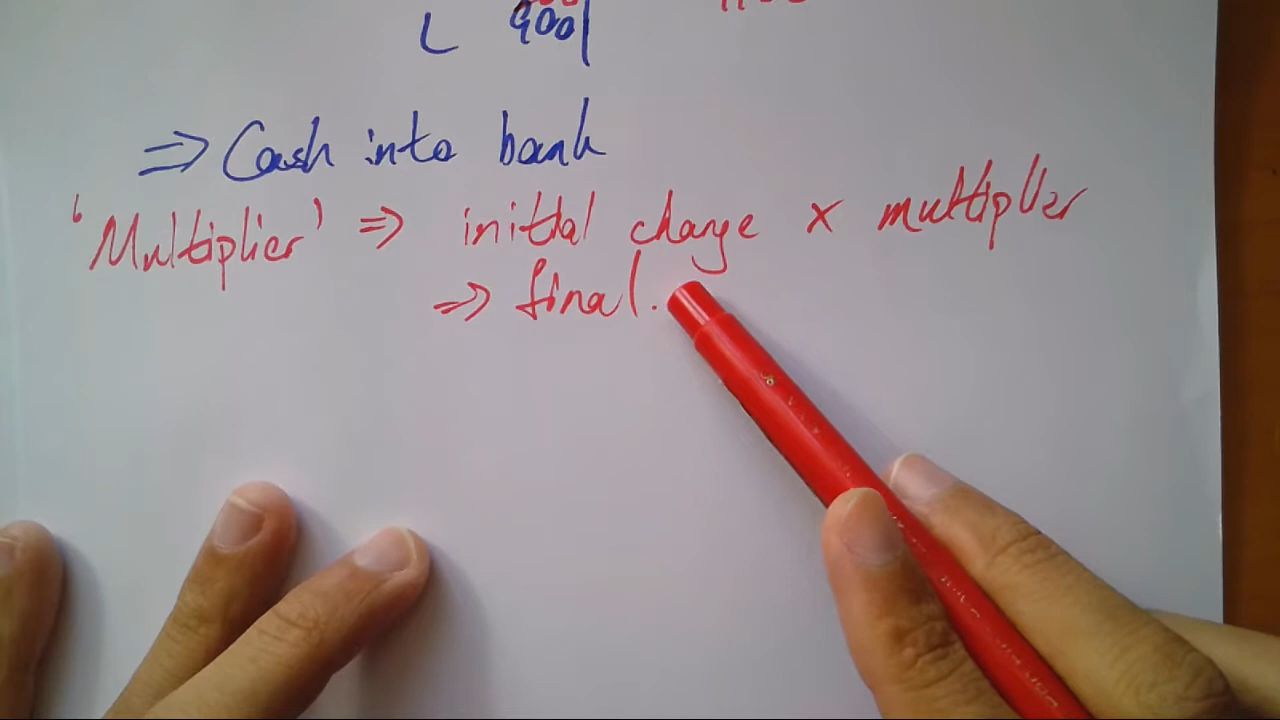 L 900
⇒ Cash into bank
'Multiplier' ⇒ initial change × multiplier
⇒ final.